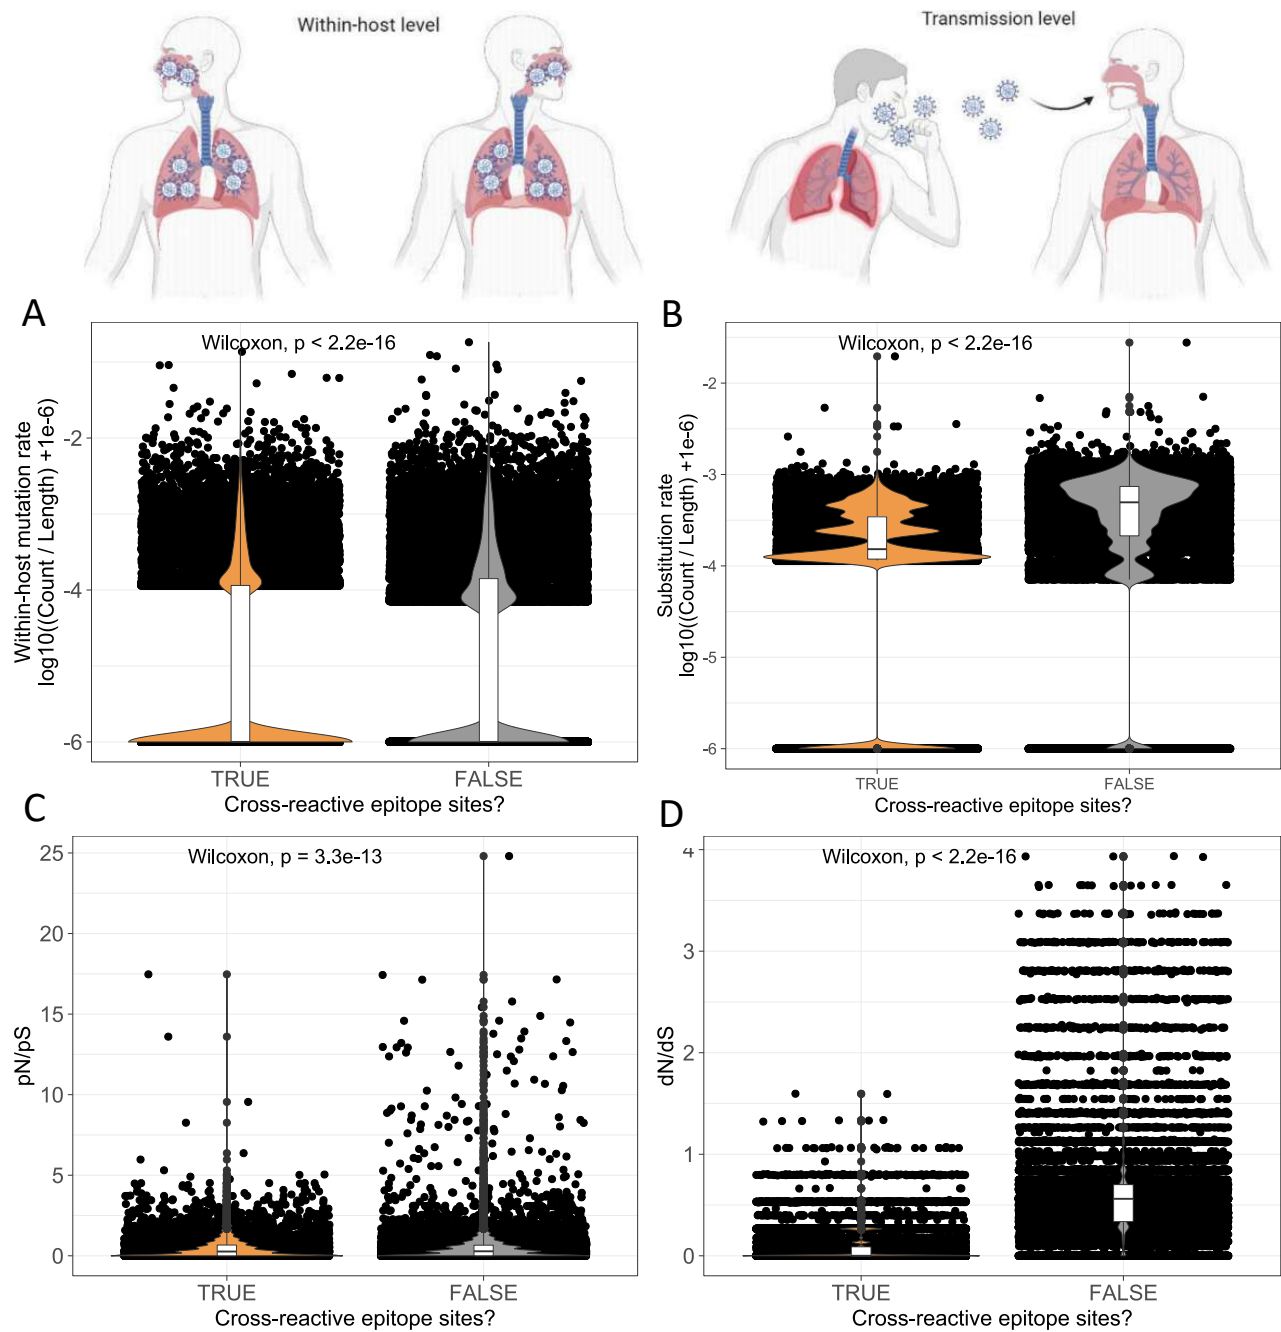 Within-host level
Transmission level
A
Wilcoxon, p < 2.2e-16
Within-host mutation rate
log10((Count / Length) +1e-6)
-2
-4
-6
TRUE
FALSE
Cross-reactive epitope sites?
B
Wilcoxon, p < 2.2e-16
Substitution rate
log10((Count / Length) +1e-6)
-2
-3
-4
-5
-6
TRUE
FALSE
Cross-reactive epitope sites?
C
Wilcoxon, p = 3.3e-13
pN/pS
25
20
15
10
5
0
TRUE
FALSE
Cross-reactive epitope sites?
D
Wilcoxon, p < 2.2e-16
dN/dS
4
3
2
1
0
TRUE
FALSE
Cross-reactive epitope sites?